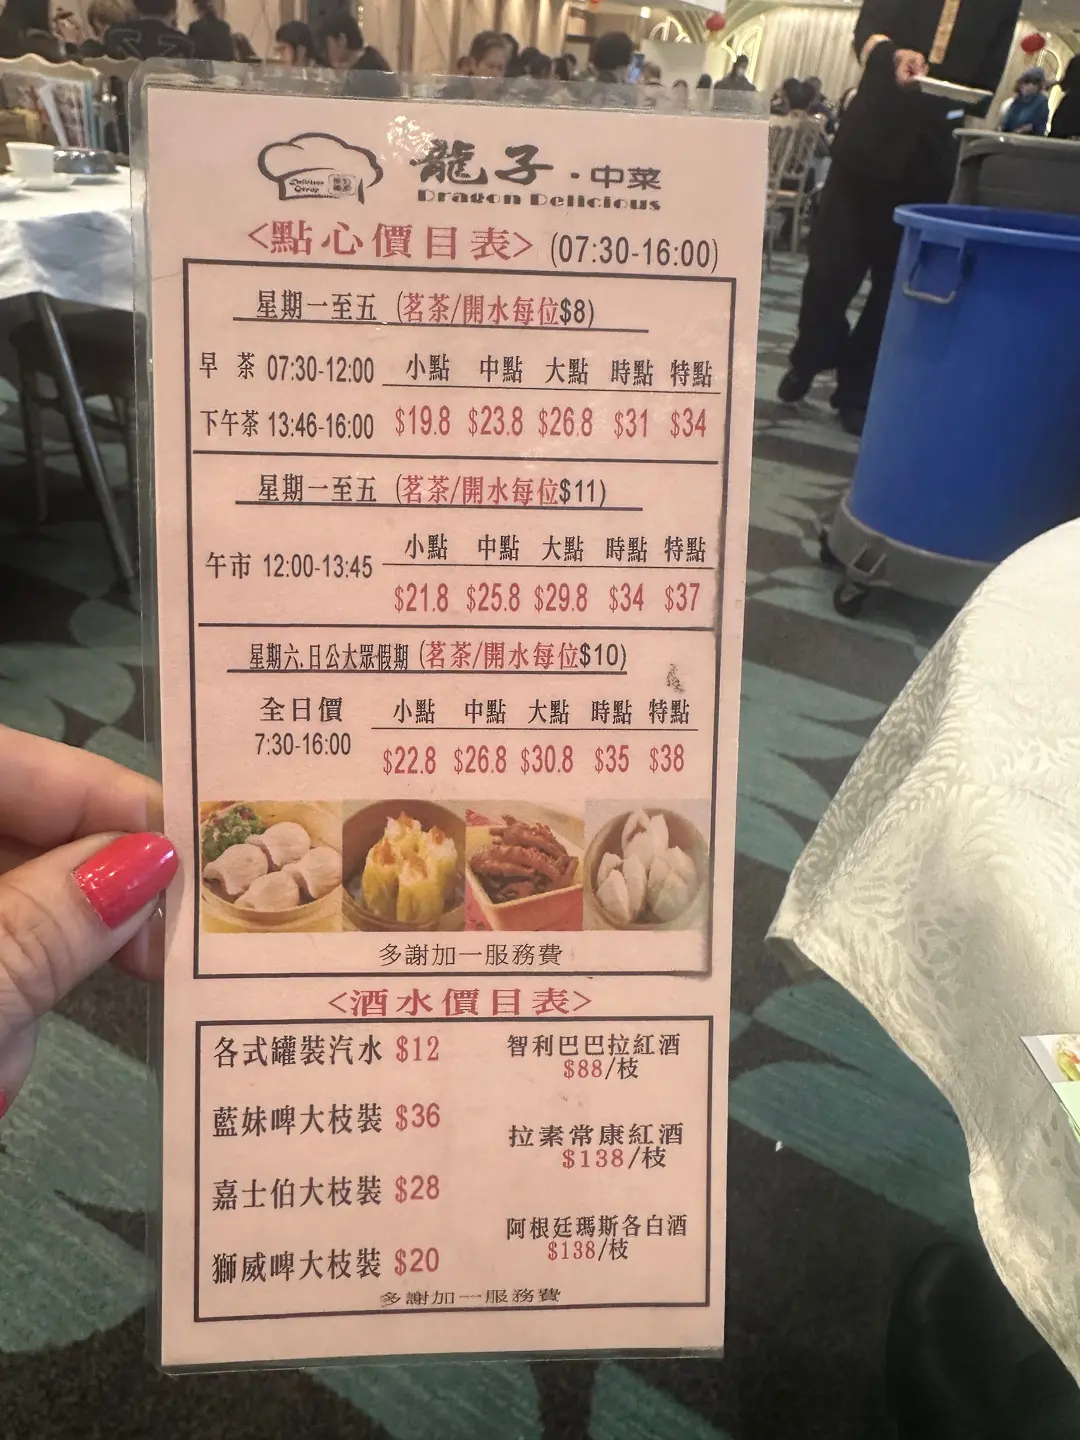 龍子·中菜
Dragon Delicious
<點心價目表> (07:30-16:00)
星期一至五 (茗茶/開水每位$8)
早 茶 07:30-12:00 小點 中點 大點 時點 特點
下午茶 13:46-16:00 $19.8 $23.8 $26.8 $31 $34
星期一至五 (茗茶/開水每位$11)
小點 中點 大點 時點 特點
午市 12:00-13:45
$21.8 $25.8 $29.8 $34 $37
星期六.日公大眾假期 (茗茶/開水每位$10)
全日價 小點 中點 大點 時點 特點
7:30-16:00 $22.8 $26.8 $30.8 $35 $38
多謝加一服務費
<酒水價目表>
各式罐裝汽水 $12
藍妹啤大枝裝 $36
嘉士伯大枝裝 $28
獅威啤大枝裝 $20
智利巴巴拉紅酒
$88/枝
拉素常康紅酒
$138/枝
阿根廷瑪斯各白酒
$138/枝
多謝加一服務費